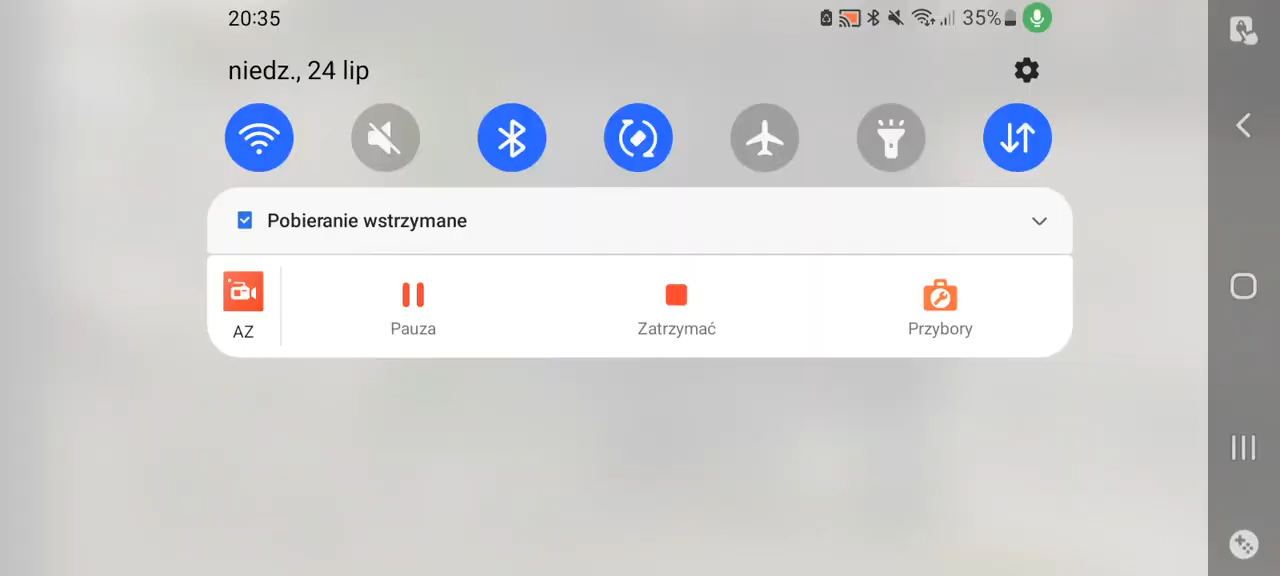 20:35
35%
niedz., 24 lip
Pobieranie wstrzymane
AZ
Pauza
Zatrzymać
Przybory